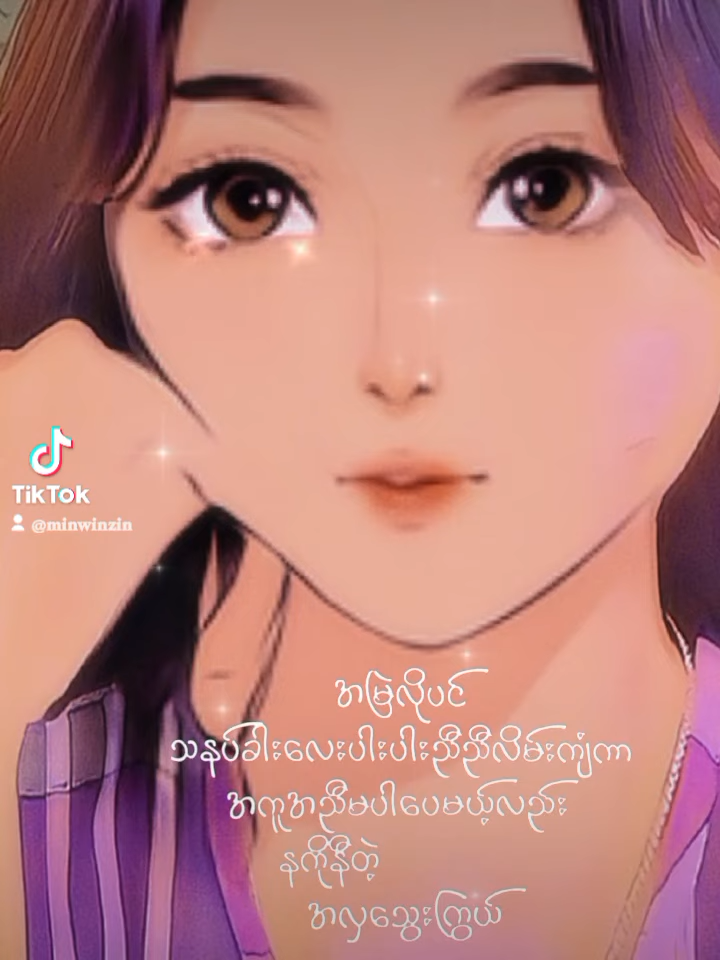 TikTok
@minwinzin
အမြဲလိုပင်
သနပ်ခါးလေးပါးပါးညီညီလိမ်းကျံကာ
အကူအညီမပါပေမယ့်လည်း
နကိုနီတဲ့
အလှသွေးကြွယ်